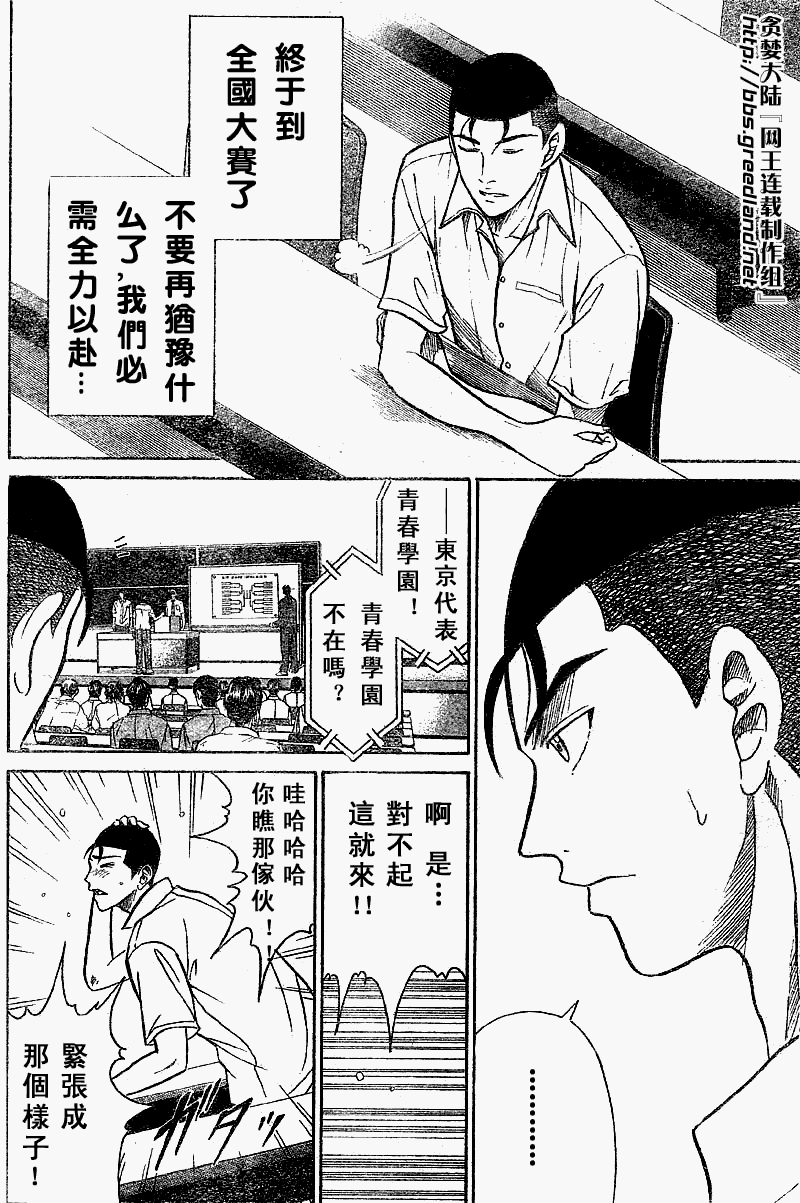 贪婪大陆『网王连载制作组』
http://bbs.greedland.net
終于到
全國大賽了
不要再猶豫什
么了,我們必
需全力以赴…
——東京代表
青春學園!
青春學園
不在嗎?
………
啊 是…
對不起
這就來!!
哇哈哈哈
你瞧那傢伙!!
緊張成
那個樣子!
ガタッ